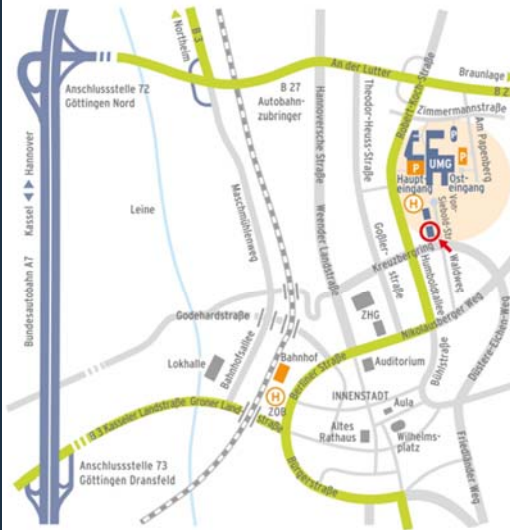 Northeim
B 3
An der Lutter
Braunlage
B 2
Anschlussstelle 72
Göttingen Nord
B 27
Autobahn-
zubringer
Hannoversche Straße
Theodor-Heuss-Straße
Robert-Koch-Straße
Zimmermannstraße
Am Papenberg
P
P
P
UMG
Haupt-
eingang
Ost-
eingang
H
Von-
Siebold-Str.
Kassel
Hannover
Bundesautobahn A7
Leine
Maschmühlenweg
Weender Landstraße
Goßler-
straße
Kreuzbergring
Humboldtallee
Waldweg
Godehardstraße
ZHG
Nikolausberger Weg
Düstere-Eichen-Weg
Lokhalle
Bahnhofsallee
Bahnhof
Berliner Straße
Auditorium
Bühlstraße
H
ZOB
INNENSTADT
Aula
B 3 Kasseler Landstraße
Groner Land-
straße
Altes
Rathaus
Wilhelms-
platz
Friedländer Weg
Bürgerstraße
Anschlussstelle 73
Göttingen Dransfeld